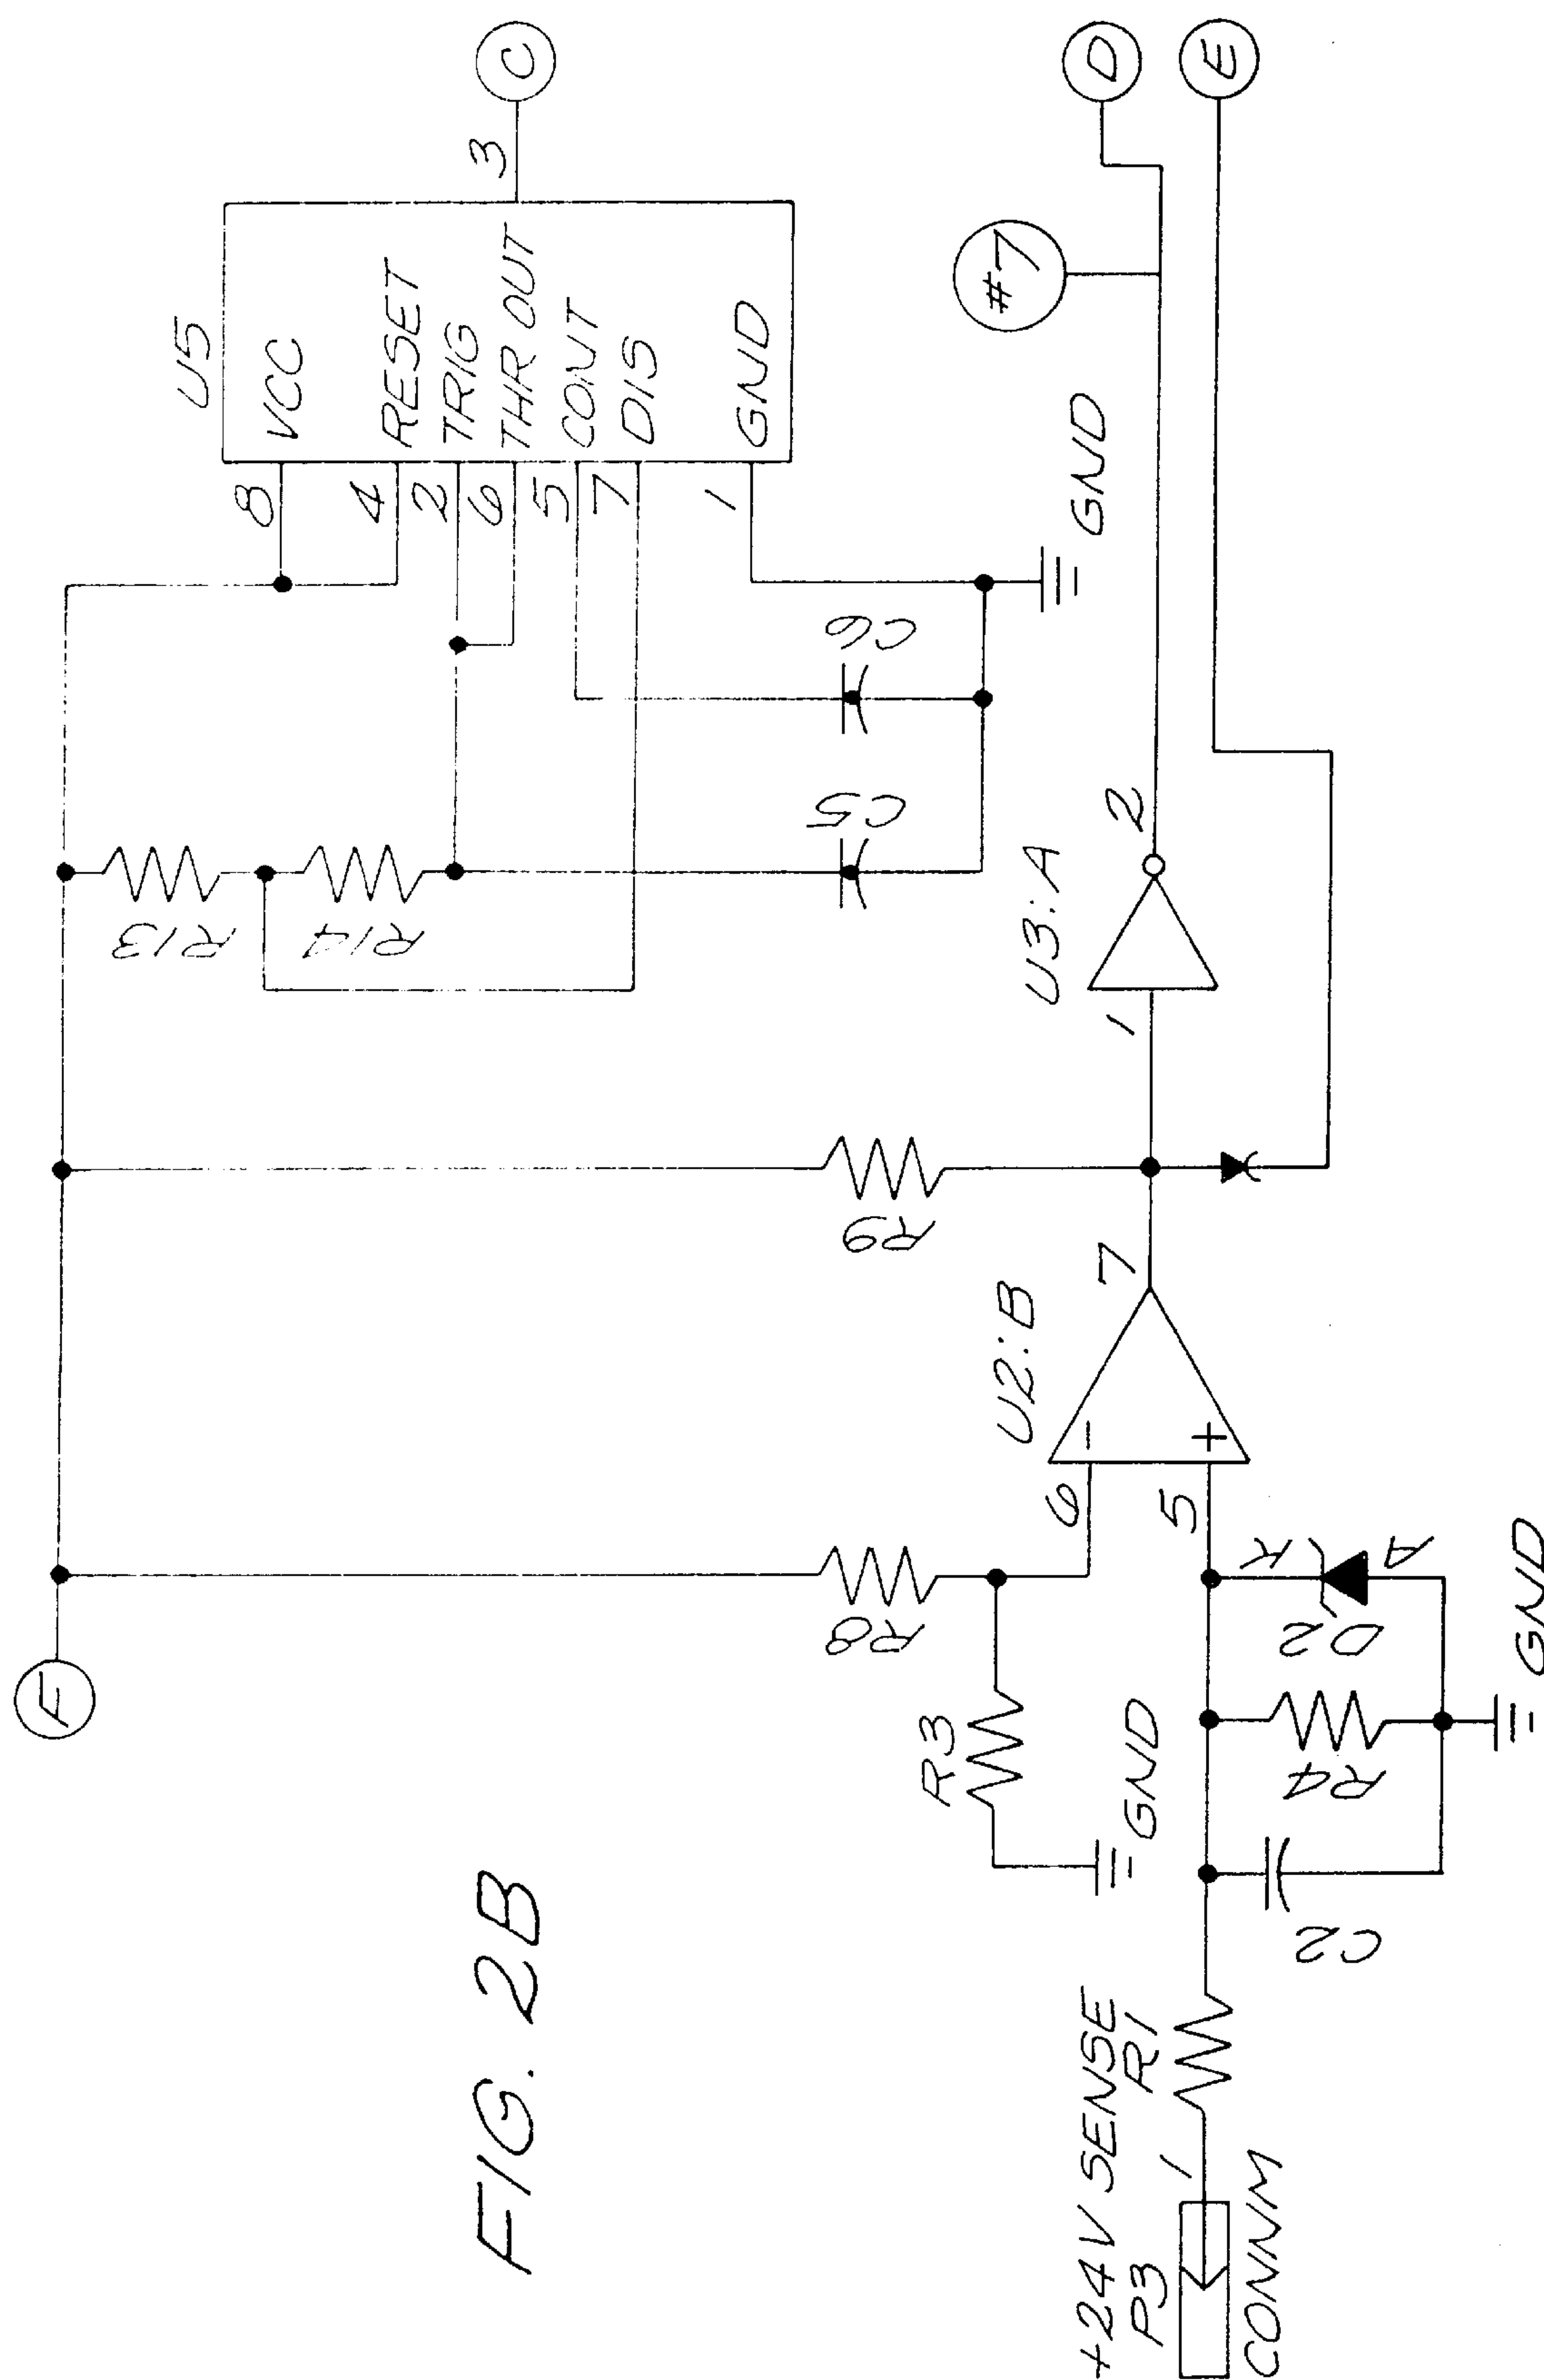 FIG. 2B
F
R13
R14
U5
8
VCC
4
RESET
2
TRIG
6
THR OUT
3
C
5
CONT
7
DIS
1
GND
C5
C6
GND
R8
R9
R3
GND
U2:B
6
5
7
U3:A
1
2
#7
D
E
+24V SENSE
P3
1
R1
CONNM
C2
R4
D2
K
A
GND